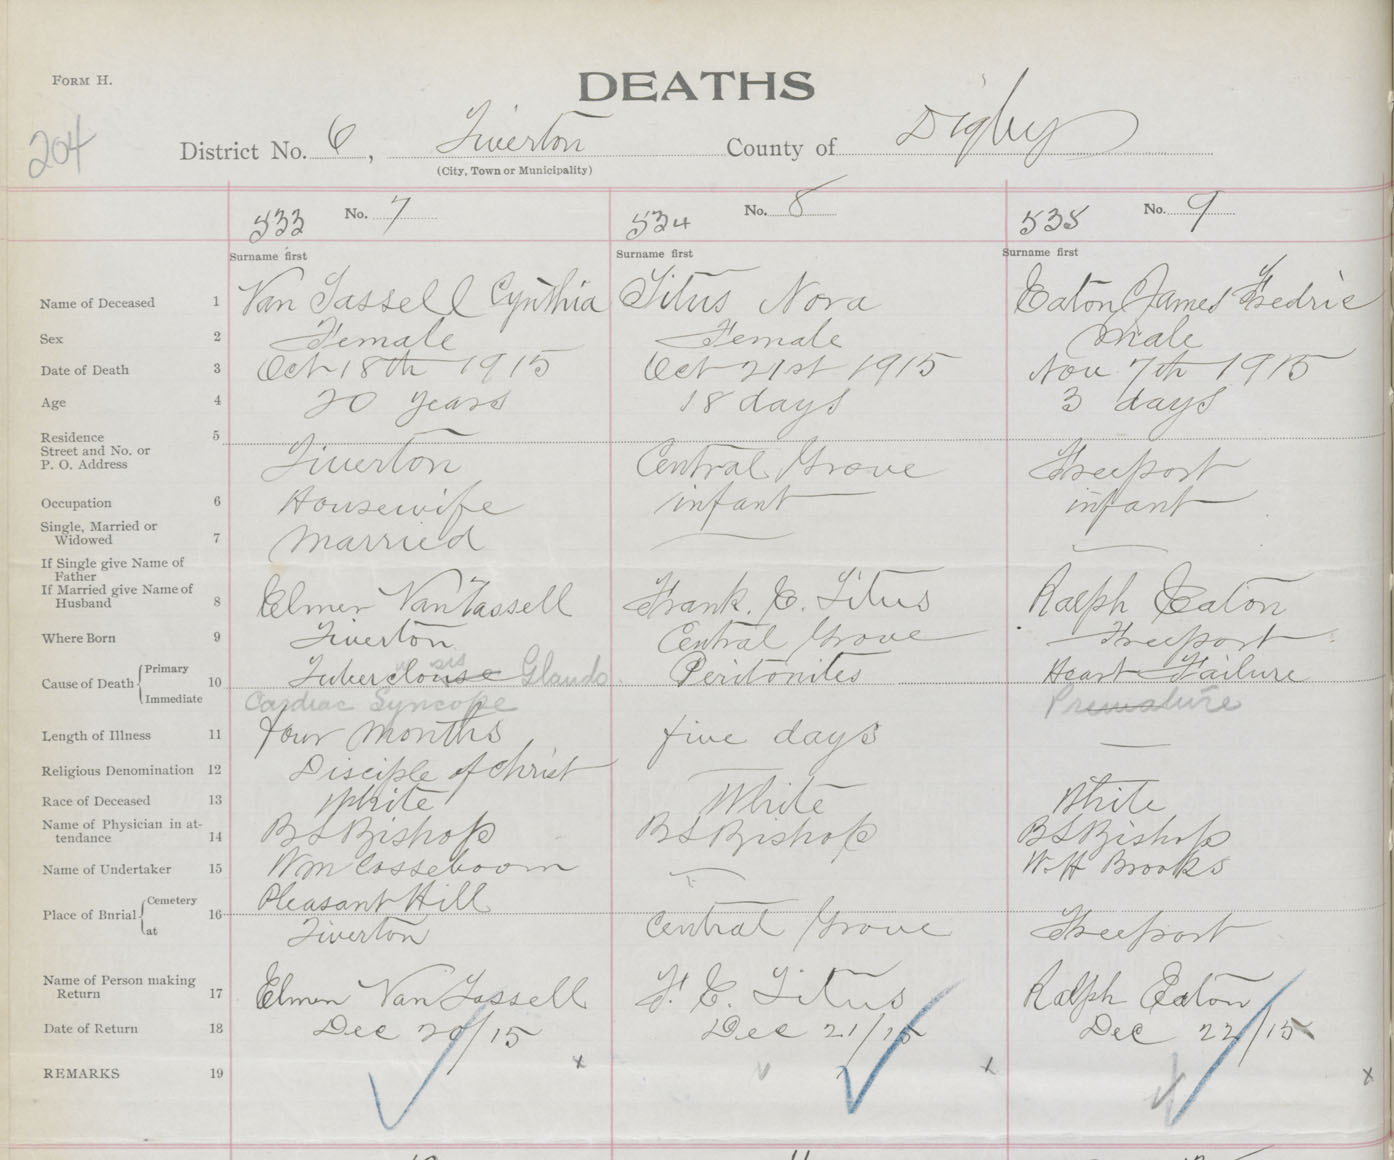 FORM H.
DEATHS
204
District No. 6, Tiverton County of Digby
(City, Town or Municipality)
533 No. 7 534 No. 8 535 No. 9
Surname first Surname first Surname first
Name of Deceased 1 Van Tassell Cynthia Titus Nora Eaton James Fredric
Sex 2 Female Female Male
Date of Death 3 Oct 18th 1915 Oct 21st 1915 Nov 7th 1915
Age 4 20 years 18 days 3 days
Residence 5
Street and No. or
P. O. Address Tiverton Central Grove Freeport
Occupation 6 Housewife infant infant
Single, Married or
Widowed 7 Married
If Single give Name of
Father
If Married give Name of
Husband 8 Elmer Van Tassell Frank. E. Titus Ralph Eaton
Where Born 9 Tiverton Central Grove Freeport
Cause of Death Primary 10 Tuberclouse sis Glands Peritonites Heart Failure
Immediate Cardiac Syncope Premature
Length of Illness 11 four months five days
Religious Denomination 12 Disciple of Christ
Race of Deceased 13 White White White
Name of Physician in at-
tendance 14 BS Bishop BS Bishop BS Bishop
Name of Undertaker 15 Wm Cosseboom W. H Brooks
Place of Burial Cemetery 16 Pleasant Hill
at Tiverton Central Grove Freeport
Name of Person making
Return 17 Elmer Van Tassell F. E. Titus Ralph Eaton
Date of Return 18 Dec 20/15 Dec 21/15 Dec 22/15
REMARKS 19 x x x